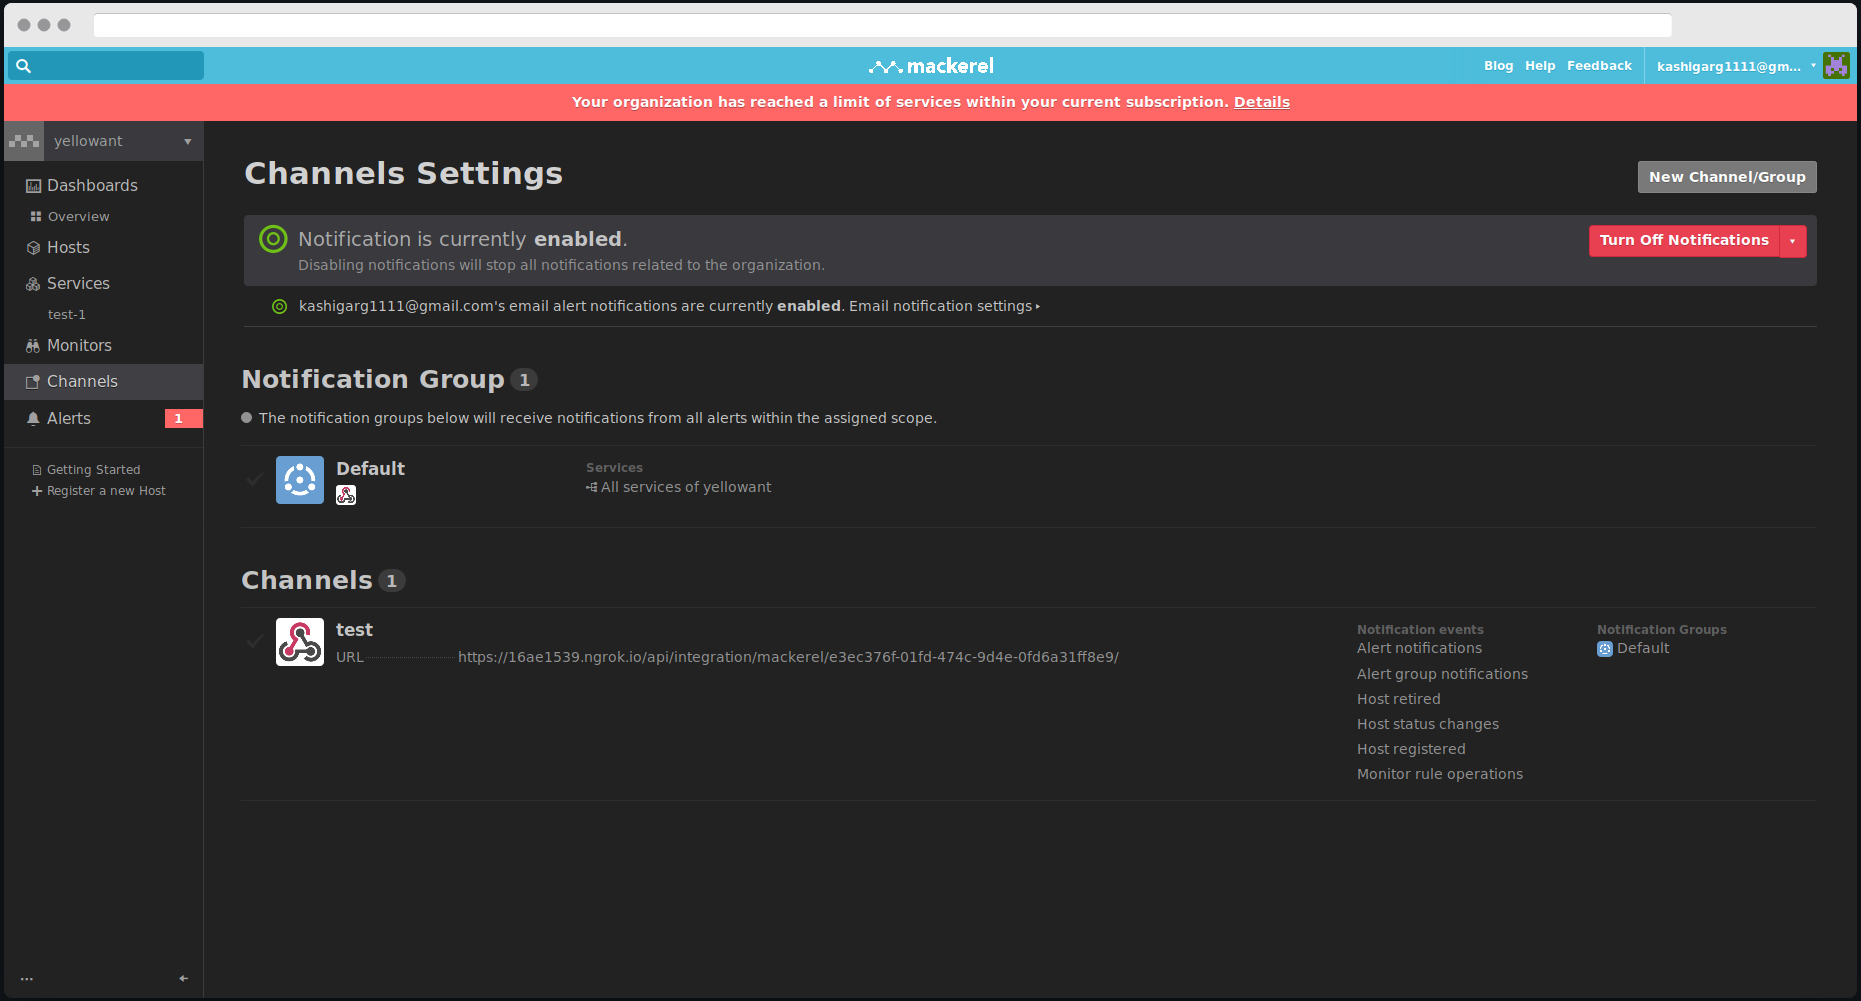 mackerel
Blog Help Feedback kashigarg1111@gm...
Your organization has reached a limit of services within your current subscription. Details
yellowant
Dashboards
Overview
Hosts
Services
test-1
Monitors
Channels
Alerts 1
Getting Started
Register a new Host
Channels Settings
New Channel/Group
Notification is currently enabled.
Turn Off Notifications
Disabling notifications will stop all notifications related to the organization.
kashigarg1111@gmail.com's email alert notifications are currently enabled. Email notification settings
Notification Group 1
The notification groups below will receive notifications from all alerts within the assigned scope.
Default
Services
All services of yellowant
Channels 1
test
URL https://16ae1539.ngrok.io/api/integration/mackerel/e3ec376f-01fd-474c-9d4e-0fd6a31ff8e9/
Notification events
Alert notifications
Alert group notifications
Host retired
Host status changes
Host registered
Monitor rule operations
Notification Groups
Default